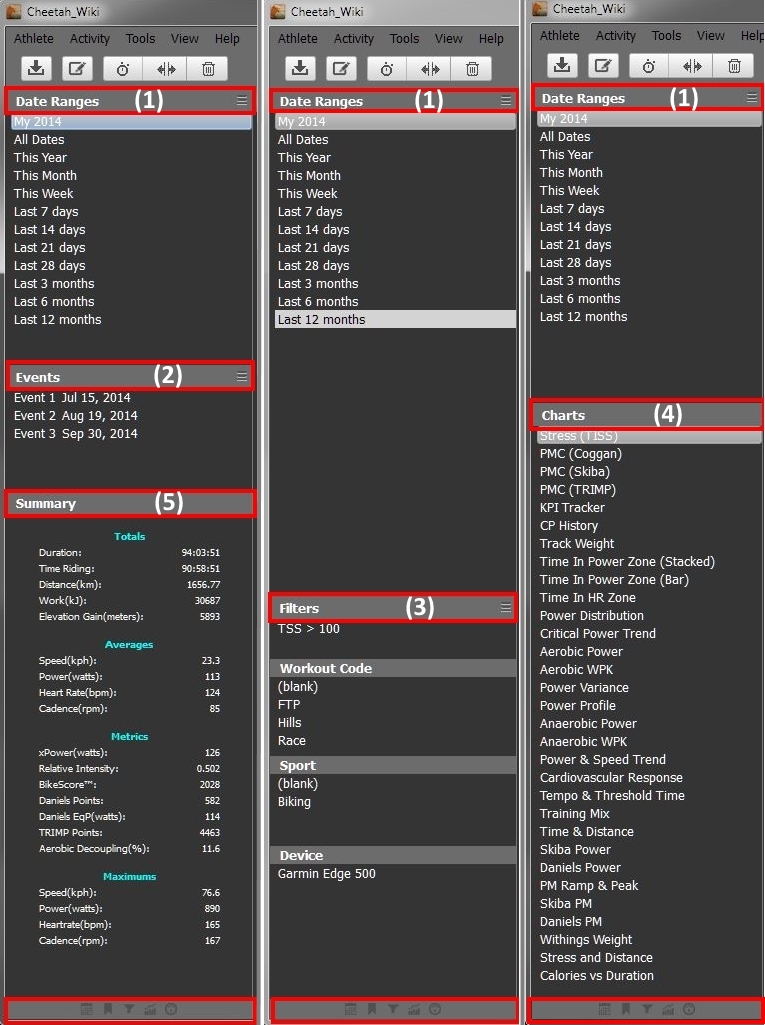 Cheetah_Wiki
Athlete Activity Tools View Help
Date Ranges (1)
My 2014
All Dates
This Year
This Month
This Week
Last 7 days
Last 14 days
Last 21 days
Last 28 days
Last 3 months
Last 6 months
Last 12 months
Events (2)
Event 1 Jul 15, 2014
Event 2 Aug 19, 2014
Event 3 Sep 30, 2014
Summary (5)
Totals
Duration: 94:03:51
Time Riding: 90:58:51
Distance(km): 1656.77
Work(kJ): 30687
Elevation Gain(meters): 5893
Averages
Speed(kph): 23.3
Power(watts): 113
Heart Rate(bpm): 124
Cadence(rpm): 85
Metrics
xPower(watts): 126
Relative Intensity: 0.502
BikeScore™: 2028
Daniels Points: 582
Daniels EqP(watts): 114
TRIMP Points: 4463
Aerobic Decoupling(%): 11.6
Maximums
Speed(kph): 76.6
Power(watts): 890
Heartrate(bpm): 165
Cadence(rpm): 167
Cheetah_Wiki
Athlete Activity Tools View Help
Date Ranges (1)
My 2014
All Dates
This Year
This Month
This Week
Last 7 days
Last 14 days
Last 21 days
Last 28 days
Last 3 months
Last 6 months
Last 12 months
Filters (3)
TSS > 100
Workout Code
(blank)
FTP
Hills
Race
Sport
(blank)
Biking
Device
Garmin Edge 500
Cheetah_Wiki
Athlete Activity Tools View Help
Date Ranges (1)
My 2014
All Dates
This Year
This Month
This Week
Last 7 days
Last 14 days
Last 21 days
Last 28 days
Last 3 months
Last 6 months
Last 12 months
Charts (4)
Stress (TISS)
PMC (Coggan)
PMC (Skiba)
PMC (TRIMP)
KPI Tracker
CP History
Track Weight
Time In Power Zone (Stacked)
Time In Power Zone (Bar)
Time In HR Zone
Power Distribution
Critical Power Trend
Aerobic Power
Aerobic WPK
Power Variance
Power Profile
Anaerobic Power
Anaerobic WPK
Power & Speed Trend
Cardiovascular Response
Tempo & Threshold Time
Training Mix
Time & Distance
Skiba Power
Daniels Power
PM Ramp & Peak
Skiba PM
Daniels PM
Withings Weight
Stress and Distance
Calories vs Duration